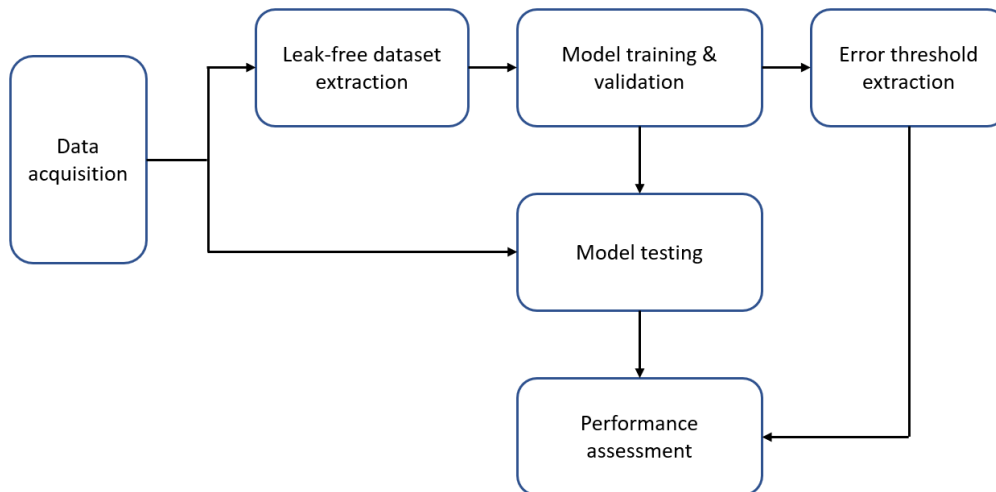 Data
acquisition
Leak-free dataset
extraction
Model training &
validation
Error threshold
extraction
Model testing
Performance
assessment